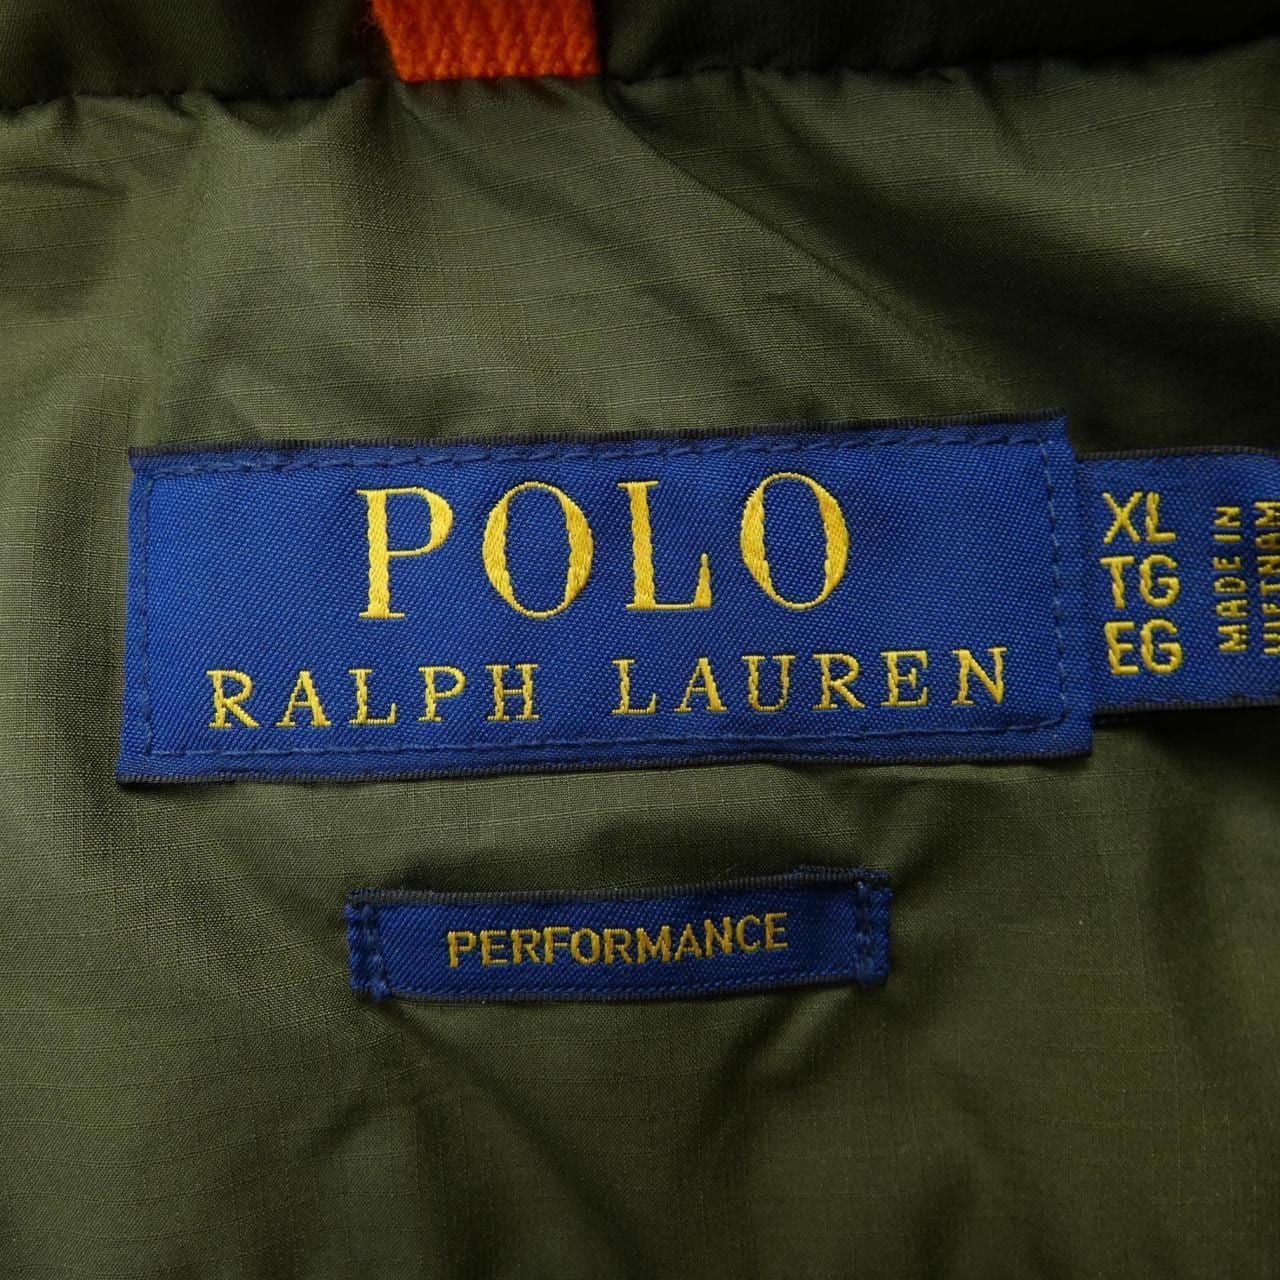 POLO
RALPH LAUREN
XL
TG
EG
MADE IN
VIETNAM
PERFORMANCE